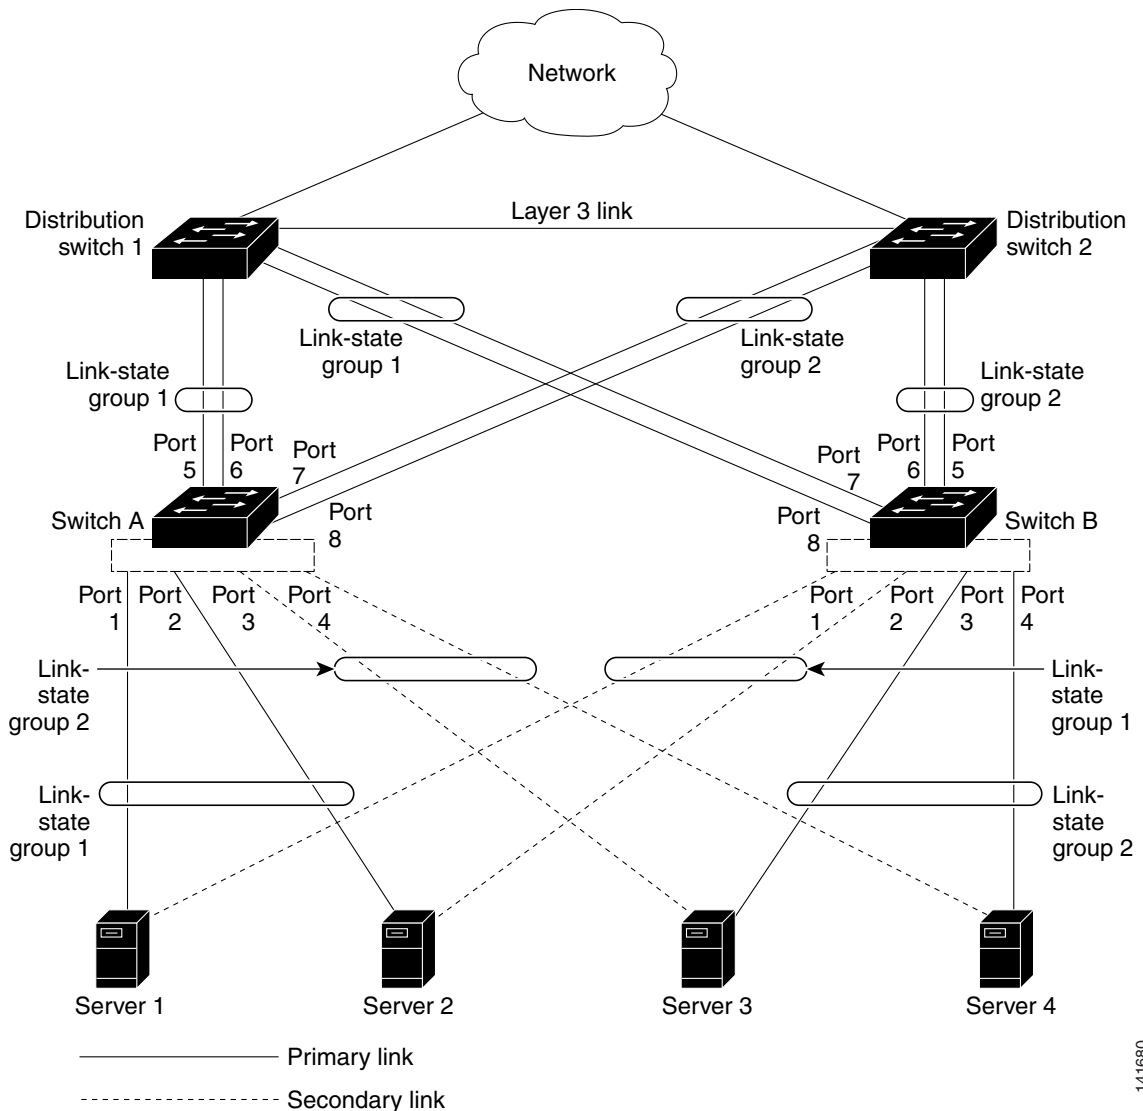 Network
Layer 3 link
Distribution
switch 1
Distribution
switch 2
Link-state
group 1
Link-state
group 2
Link-state
group 1
Link-state
group 2
Port
5
Port
6
Port
7
Port
8
Port
7
Port
6
Port
5
Port
8
Switch A
Switch B
Port
1
Port
2
Port
3
Port
4
Port
1
Port
2
Port
3
Port
4
Link-
state
group 2
Link-
state
group 1
Link-
state
group 1
Link-
state
group 2
Server 1
Server 2
Server 3
Server 4
Primary link
Secondary link
141680